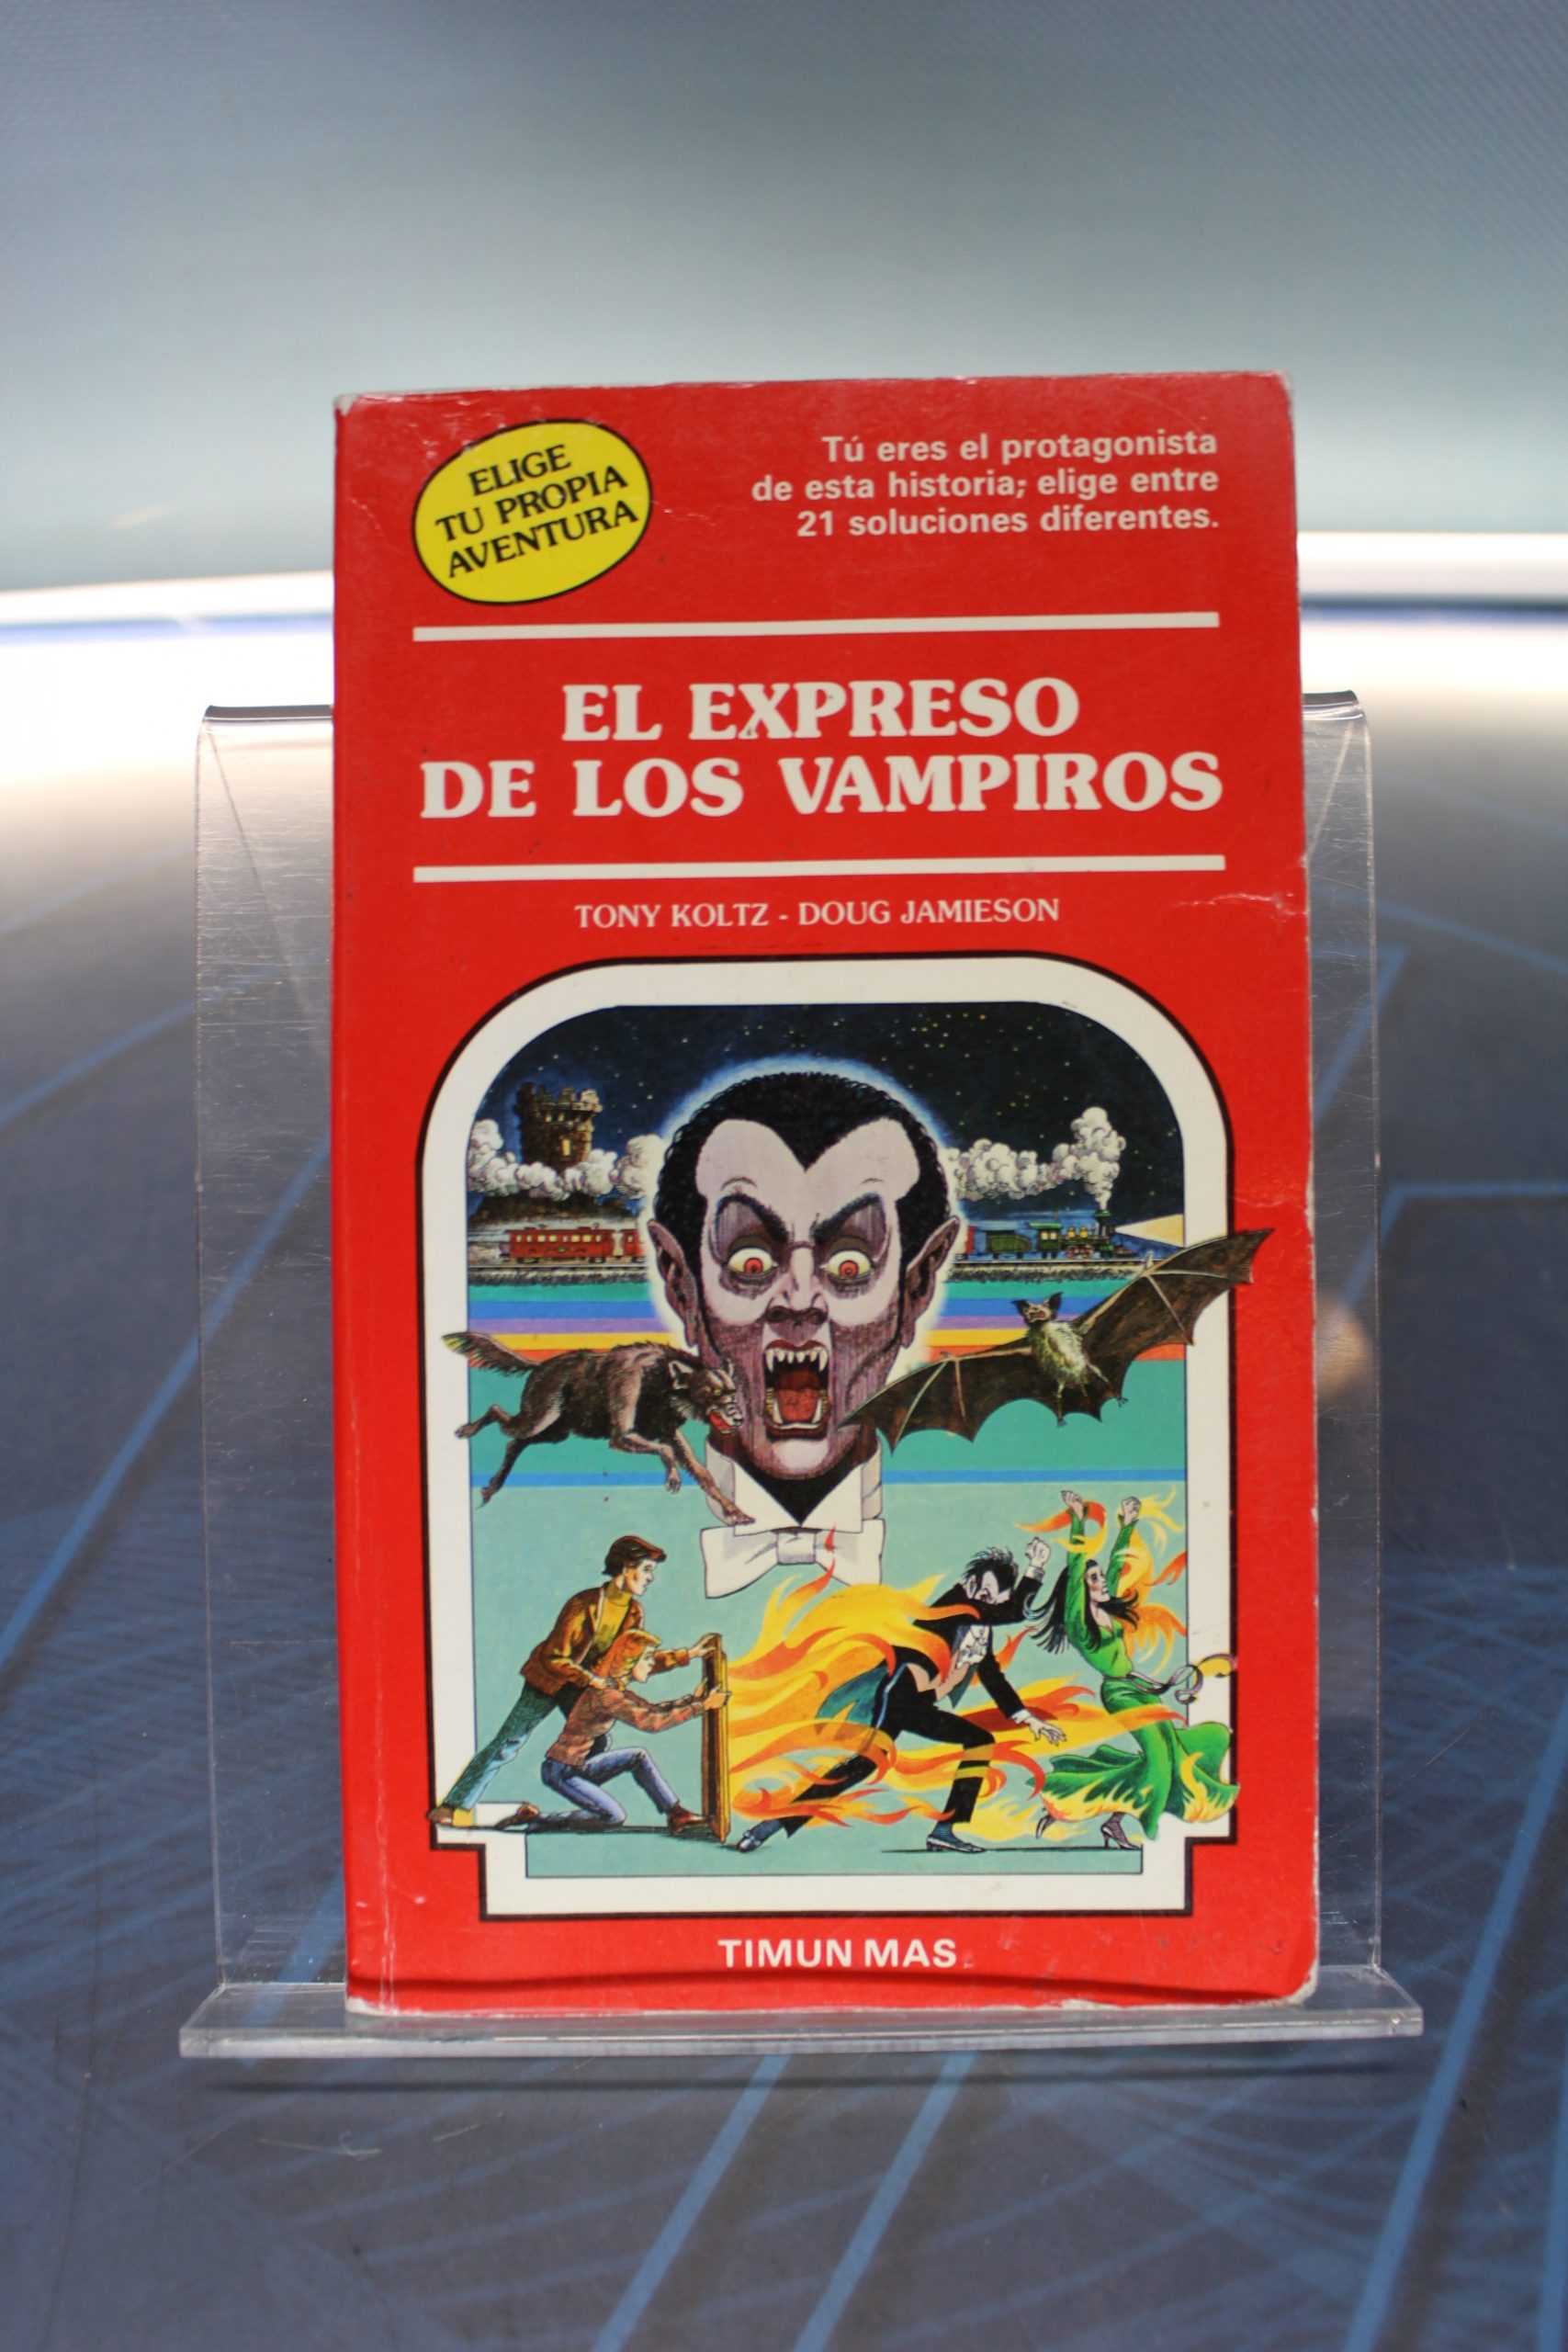 ELIGE
TU PROPIA
AVENTURA
Tú eres el protagonista
de esta historia; elige entre
21 soluciones diferentes.
EL EXPRESO
DE LOS VAMPIROS
TONY KOLTZ - DOUG JAMIESON
TIMUN MAS